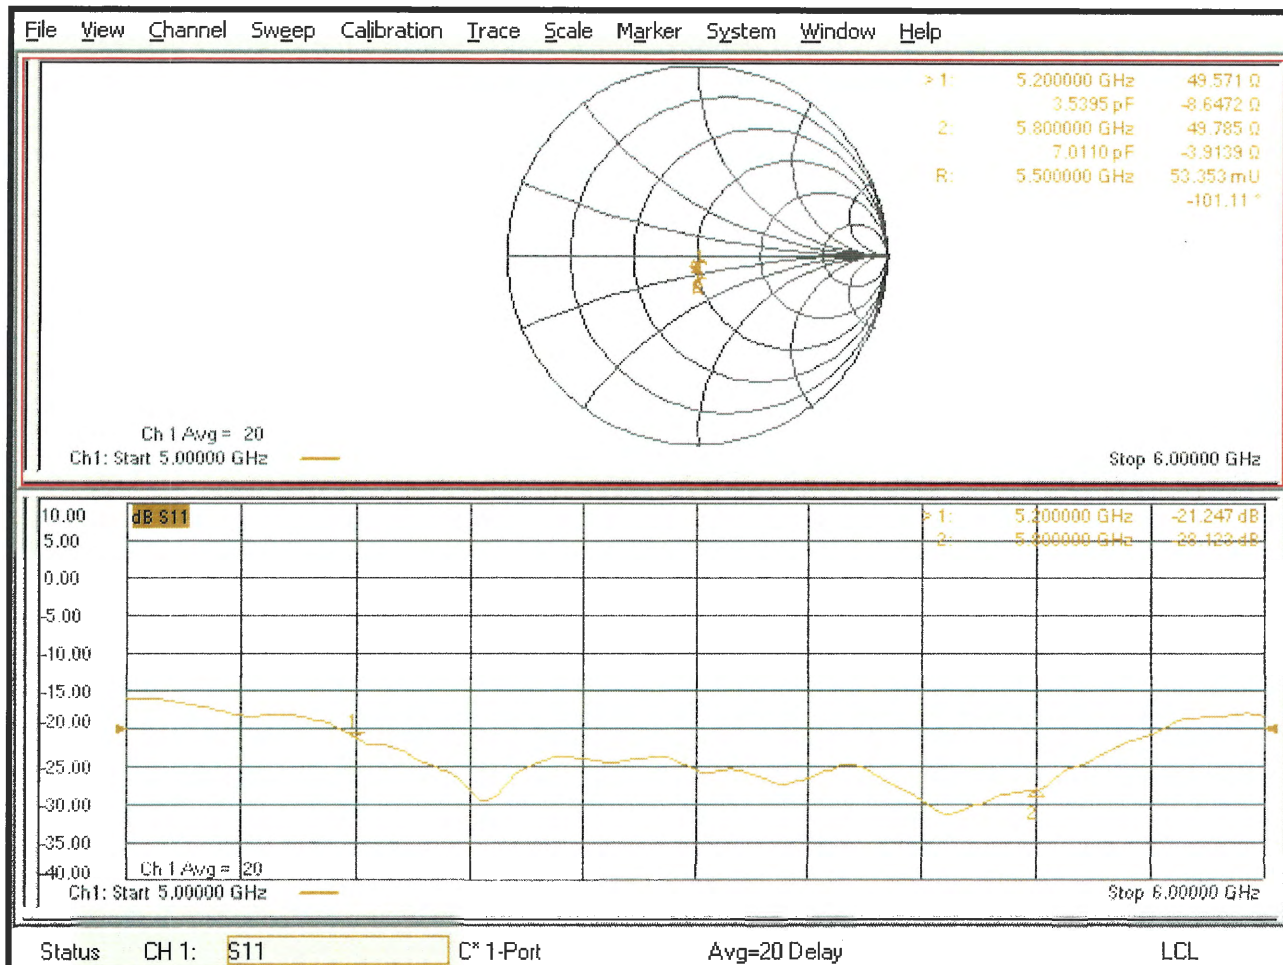 File View Channel Sweep Calibration Trace Scale Marker System Window Help
> 1: 5.200000 GHz 49.571 Ω
3.5395 pF -8.6472 Ω
2: 5.800000 GHz 49.785 Ω
7.0110 pF -3.9139 Ω
R: 5.500000 GHz 53.353 mU
-101.11 °
Ch 1 Avg = 20
Ch1: Start 5.00000 GHz
Stop 6.00000 GHz
10.00
dB S11
> 1: 5.200000 GHz -21.247 dB
5.00
2: 5.800000 GHz -28.123 dB
0.00
-5.00
-10.00
-15.00
-20.00
1
-25.00
-30.00
2
-35.00
-40.00
Ch 1 Avg = 20
Ch1: Start 5.00000 GHz
Stop 6.00000 GHz
Status CH 1: S11 C* 1-Port Avg=20 Delay LCL